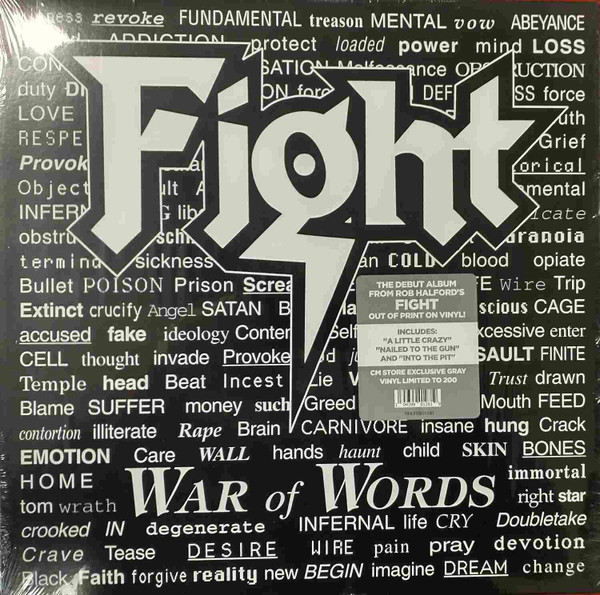 revoke FUNDAMENTAL treason MENTAL vow ABEYANCE
ADDICTION protect loaded power mind LOSS
duty force
LOVE
Grief
Fight
sickness COLD blood opiate
Bullet POISON Prison Wire Trip
Extinct crucify Angel SATAN CAGE
accused fake ideology excessive enter
CELL thought invade Provoke FINITE
Temple head Beat Incest Lie Trust drawn
Blame SUFFER money such Greed Mouth FEED
contortion illiterate Rape Brain CARNIVORE insane hung Crack
EMOTION Care WALL hands haunt child SKIN BONES
HOME immortal
WAR of WORDS
tom wrath right star
crooked IN degenerate INFERNAL life CRY Doubletake
Crave Tease DESIRE WIRE pain pray devotion
Black Faith forgive reality new BEGIN imagine DREAM change
THE DEBUT ALBUM
FROM ROB HALFORD'S
FIGHT
OUT OF PRINT ON VINYL!
INCLUDES:
"A LITTLE CRAZY"
"NAILED TO THE GUN"
AND "INTO THE PIT"
CM STORE EXCLUSIVE GRAY
VINYL LIMITED TO 200